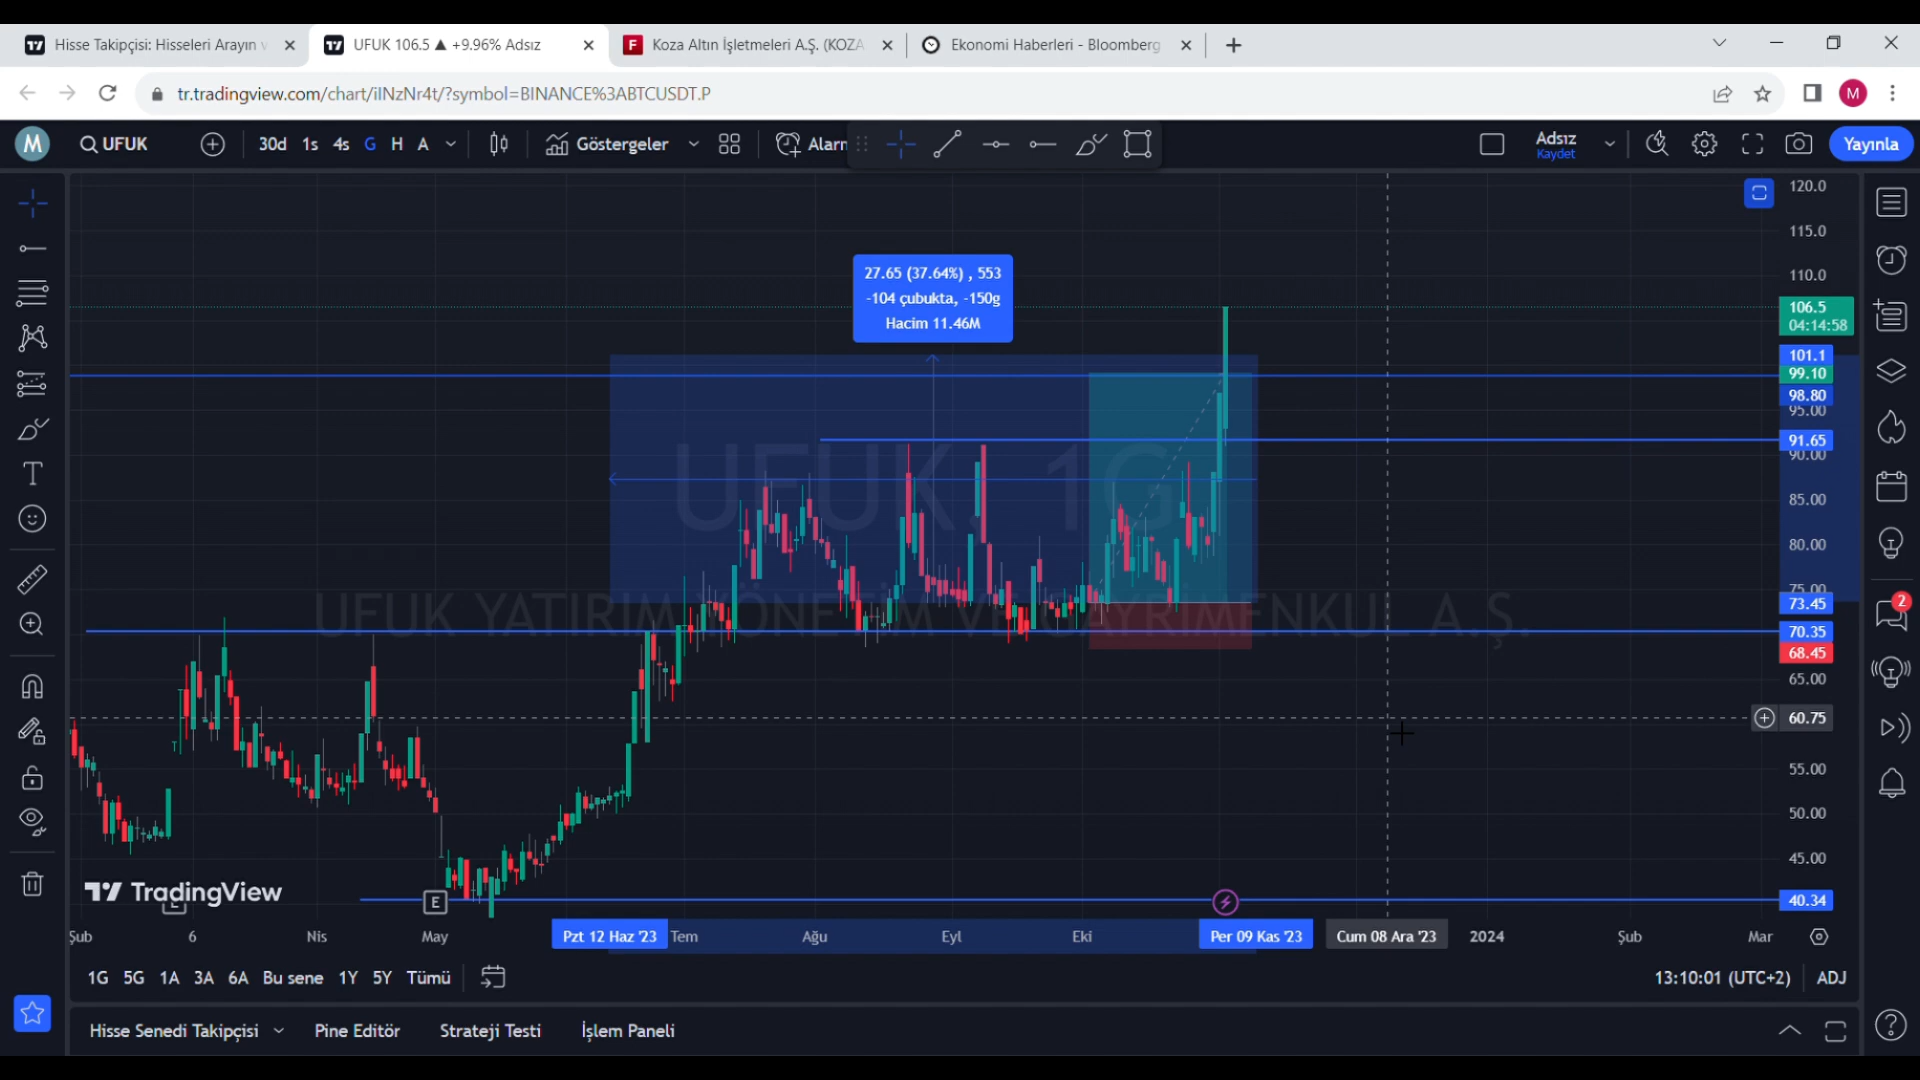 Hisse Takipçisi: Hisseleri Arayın v
UFUK 106.5 ▲ +9.96% Adsız
F
Koza Altın İşletmeleri A.Ş. (KOZA
Ekonomi Haberleri - Bloomberg
tr.tradingview.com/chart/iINzNr4t/?symbol=BINANCE%3ABTCUSDT.P
M
M
UFUK
30d 1s 4s G H A
Göstergeler
Alarm
Adsız
Kaydet
Yayınla
120.0
115.0
110.0
27.65 (37.64%) , 553
-104 çubukta, -150g
Hacim 11.46M
106.5
04:14:58
101.1
99.10
98.80
95.00
91.65
90.00
85.00
80.00
75.00
73.45
70.35
68.45
65.00
60.75
55.00
50.00
45.00
40.34
UFUK, 1G
UFUK YATIRIM YÖNETİM VE GAYRİMENKUL A.Ş.
2
TradingView
E
E
Şub 6 Nis May Pzt 12 Haz '23 Tem Ağu Eyl Eki Per 09 Kas '23 Cum 08 Ara '23 2024 Şub Mar
1G 5G 1A 3A 6A Bu sene 1Y 5Y Tümü
13:10:01 (UTC+2) ADJ
Hisse Senedi Takipçisi Pine Editör Strateji Testi İşlem Paneli